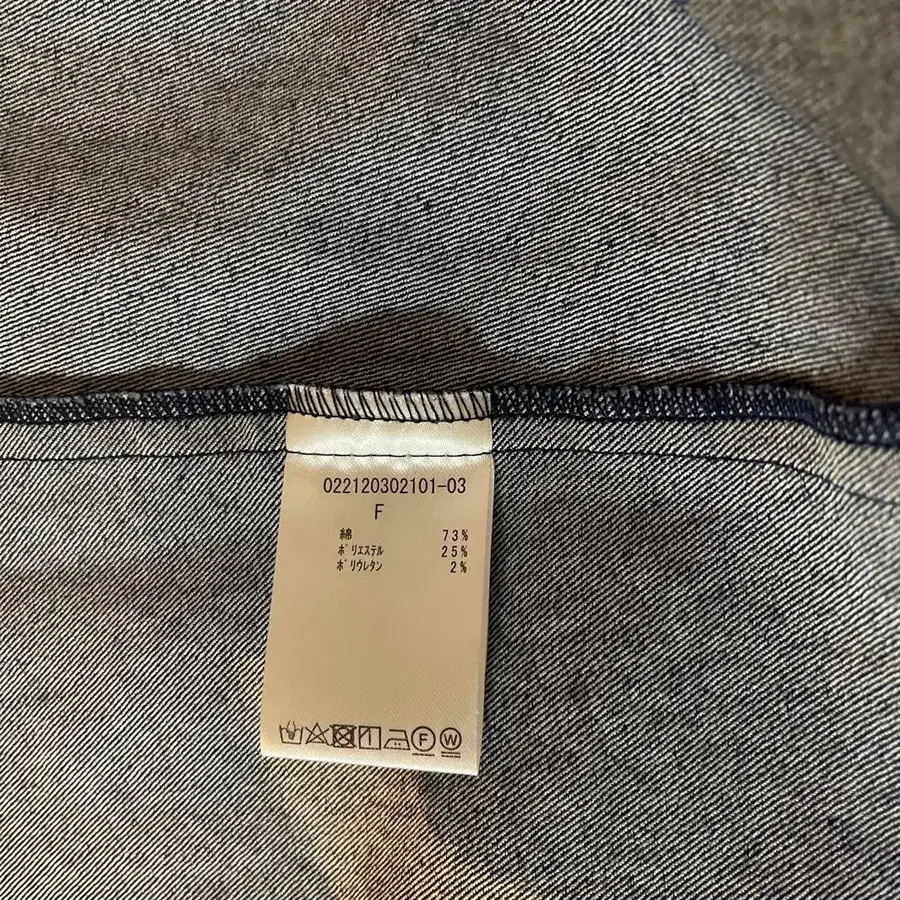 022120302101-03
F
綿 73%
ﾎﾟﾘｴｽﾃﾙ 25%
ﾎﾟﾘｳﾚﾀﾝ 2%
F W